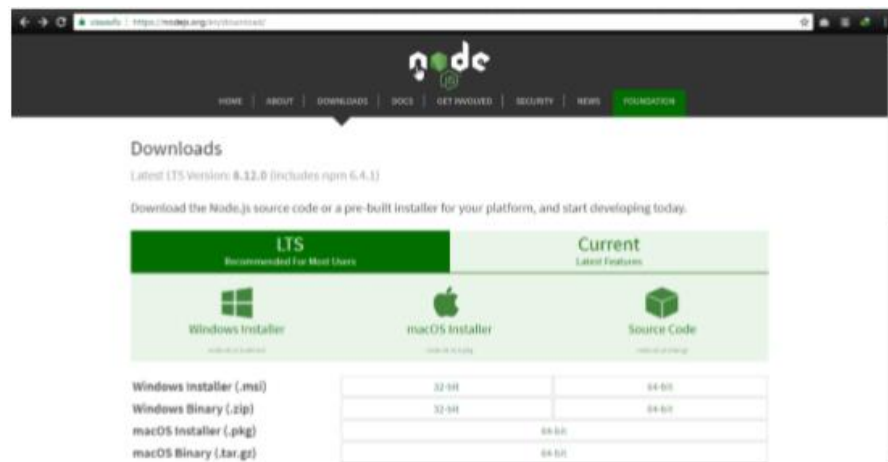 https://nodejs.org/en/download/
node
JS
HOME | ABOUT | DOWNLOADS | DOCS | GET INVOLVED | SECURITY | NEWS FOUNDATION
Downloads
Latest LTS Version: 8.12.0 (includes npm 6.4.1)
Download the Node.js source code or a pre-built installer for your platform, and start developing today.
LTS Current
Recommended For Most Users Latest Features
Windows Installer macOS Installer Source Code
Windows Installer (.msi) 32-bit 64-bit
Windows Binary (.zip) 32-bit 64-bit
macOS Installer (.pkg) 64-bit
macOS Binary (.tar.gz) 64-bit